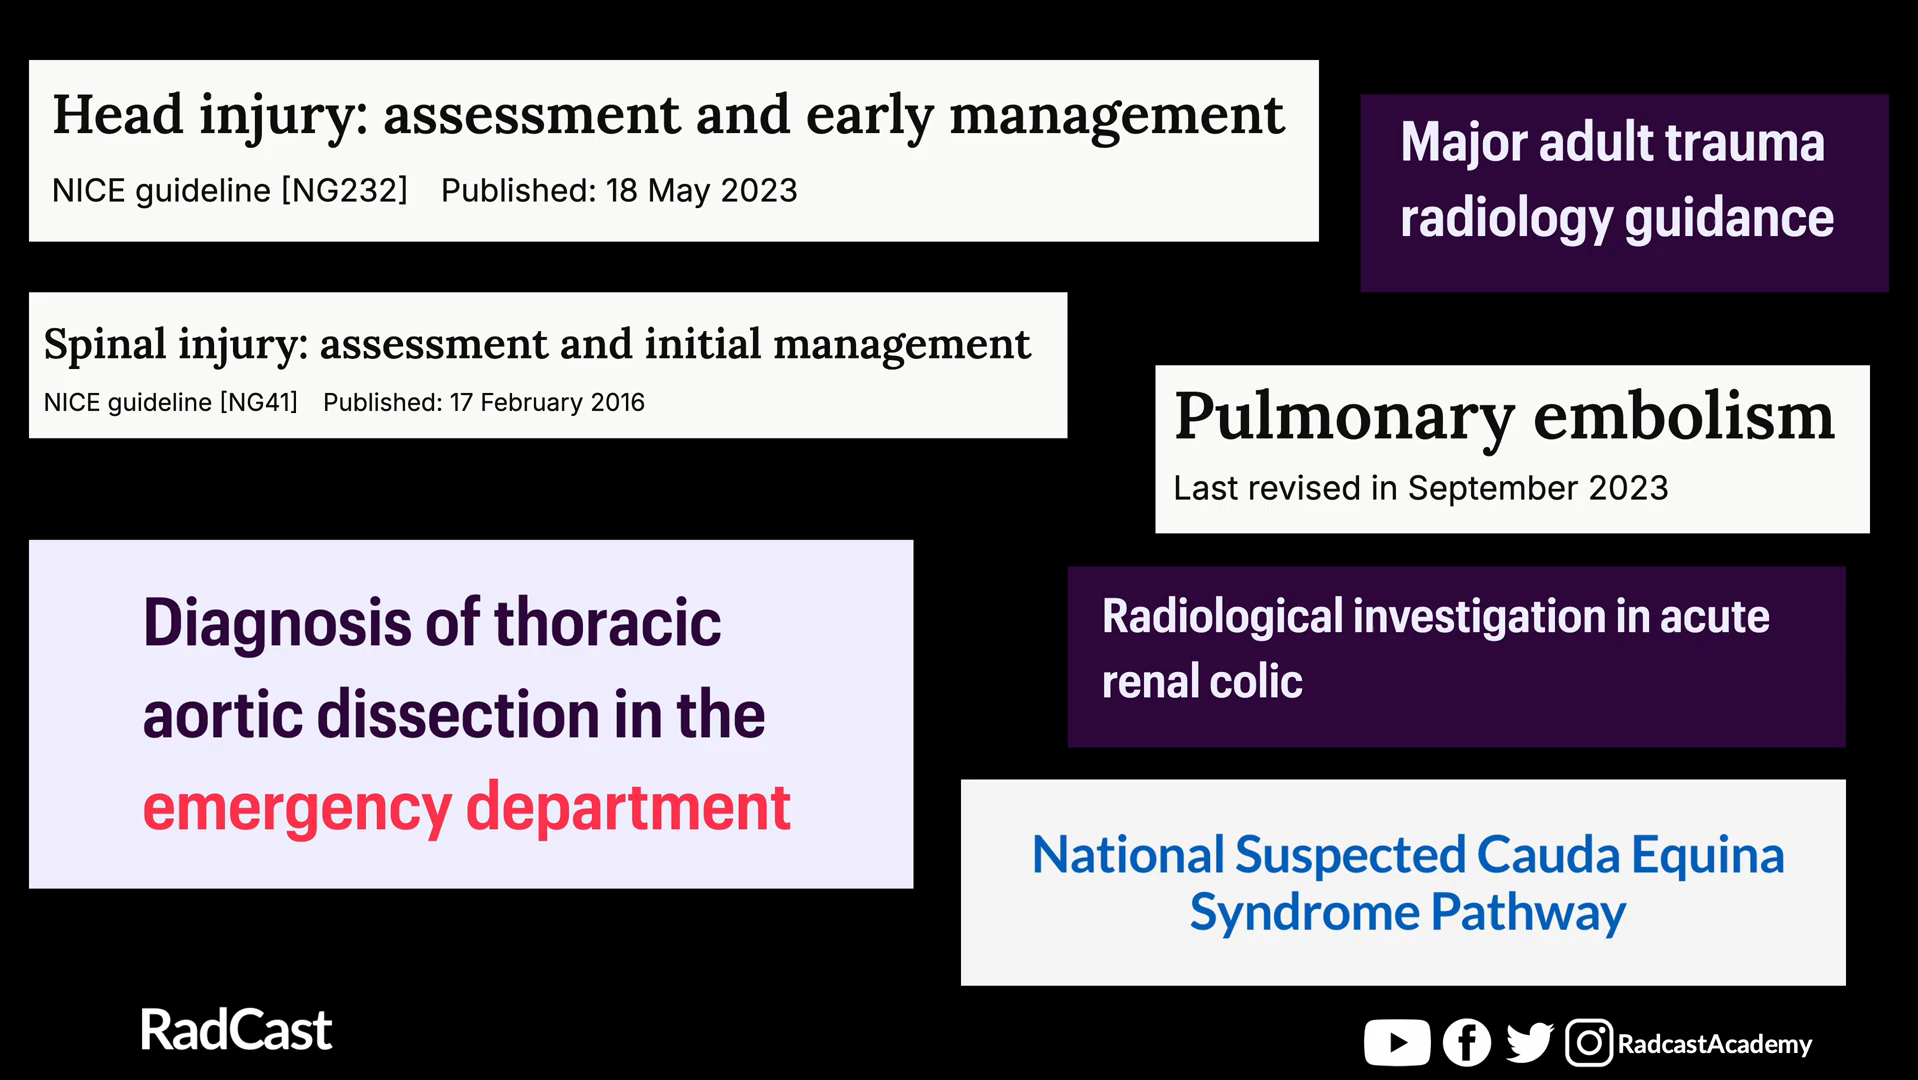 Head injury: assessment and early management
NICE guideline [NG232] Published: 18 May 2023
Major adult trauma
radiology guidance
Spinal injury: assessment and initial management
NICE guideline [NG41] Published: 17 February 2016
Pulmonary embolism
Last revised in September 2023
Diagnosis of thoracic
aortic dissection in the
emergency department
Radiological investigation in acute
renal colic
National Suspected Cauda Equina
Syndrome Pathway
RadCast
RadcastAcademy